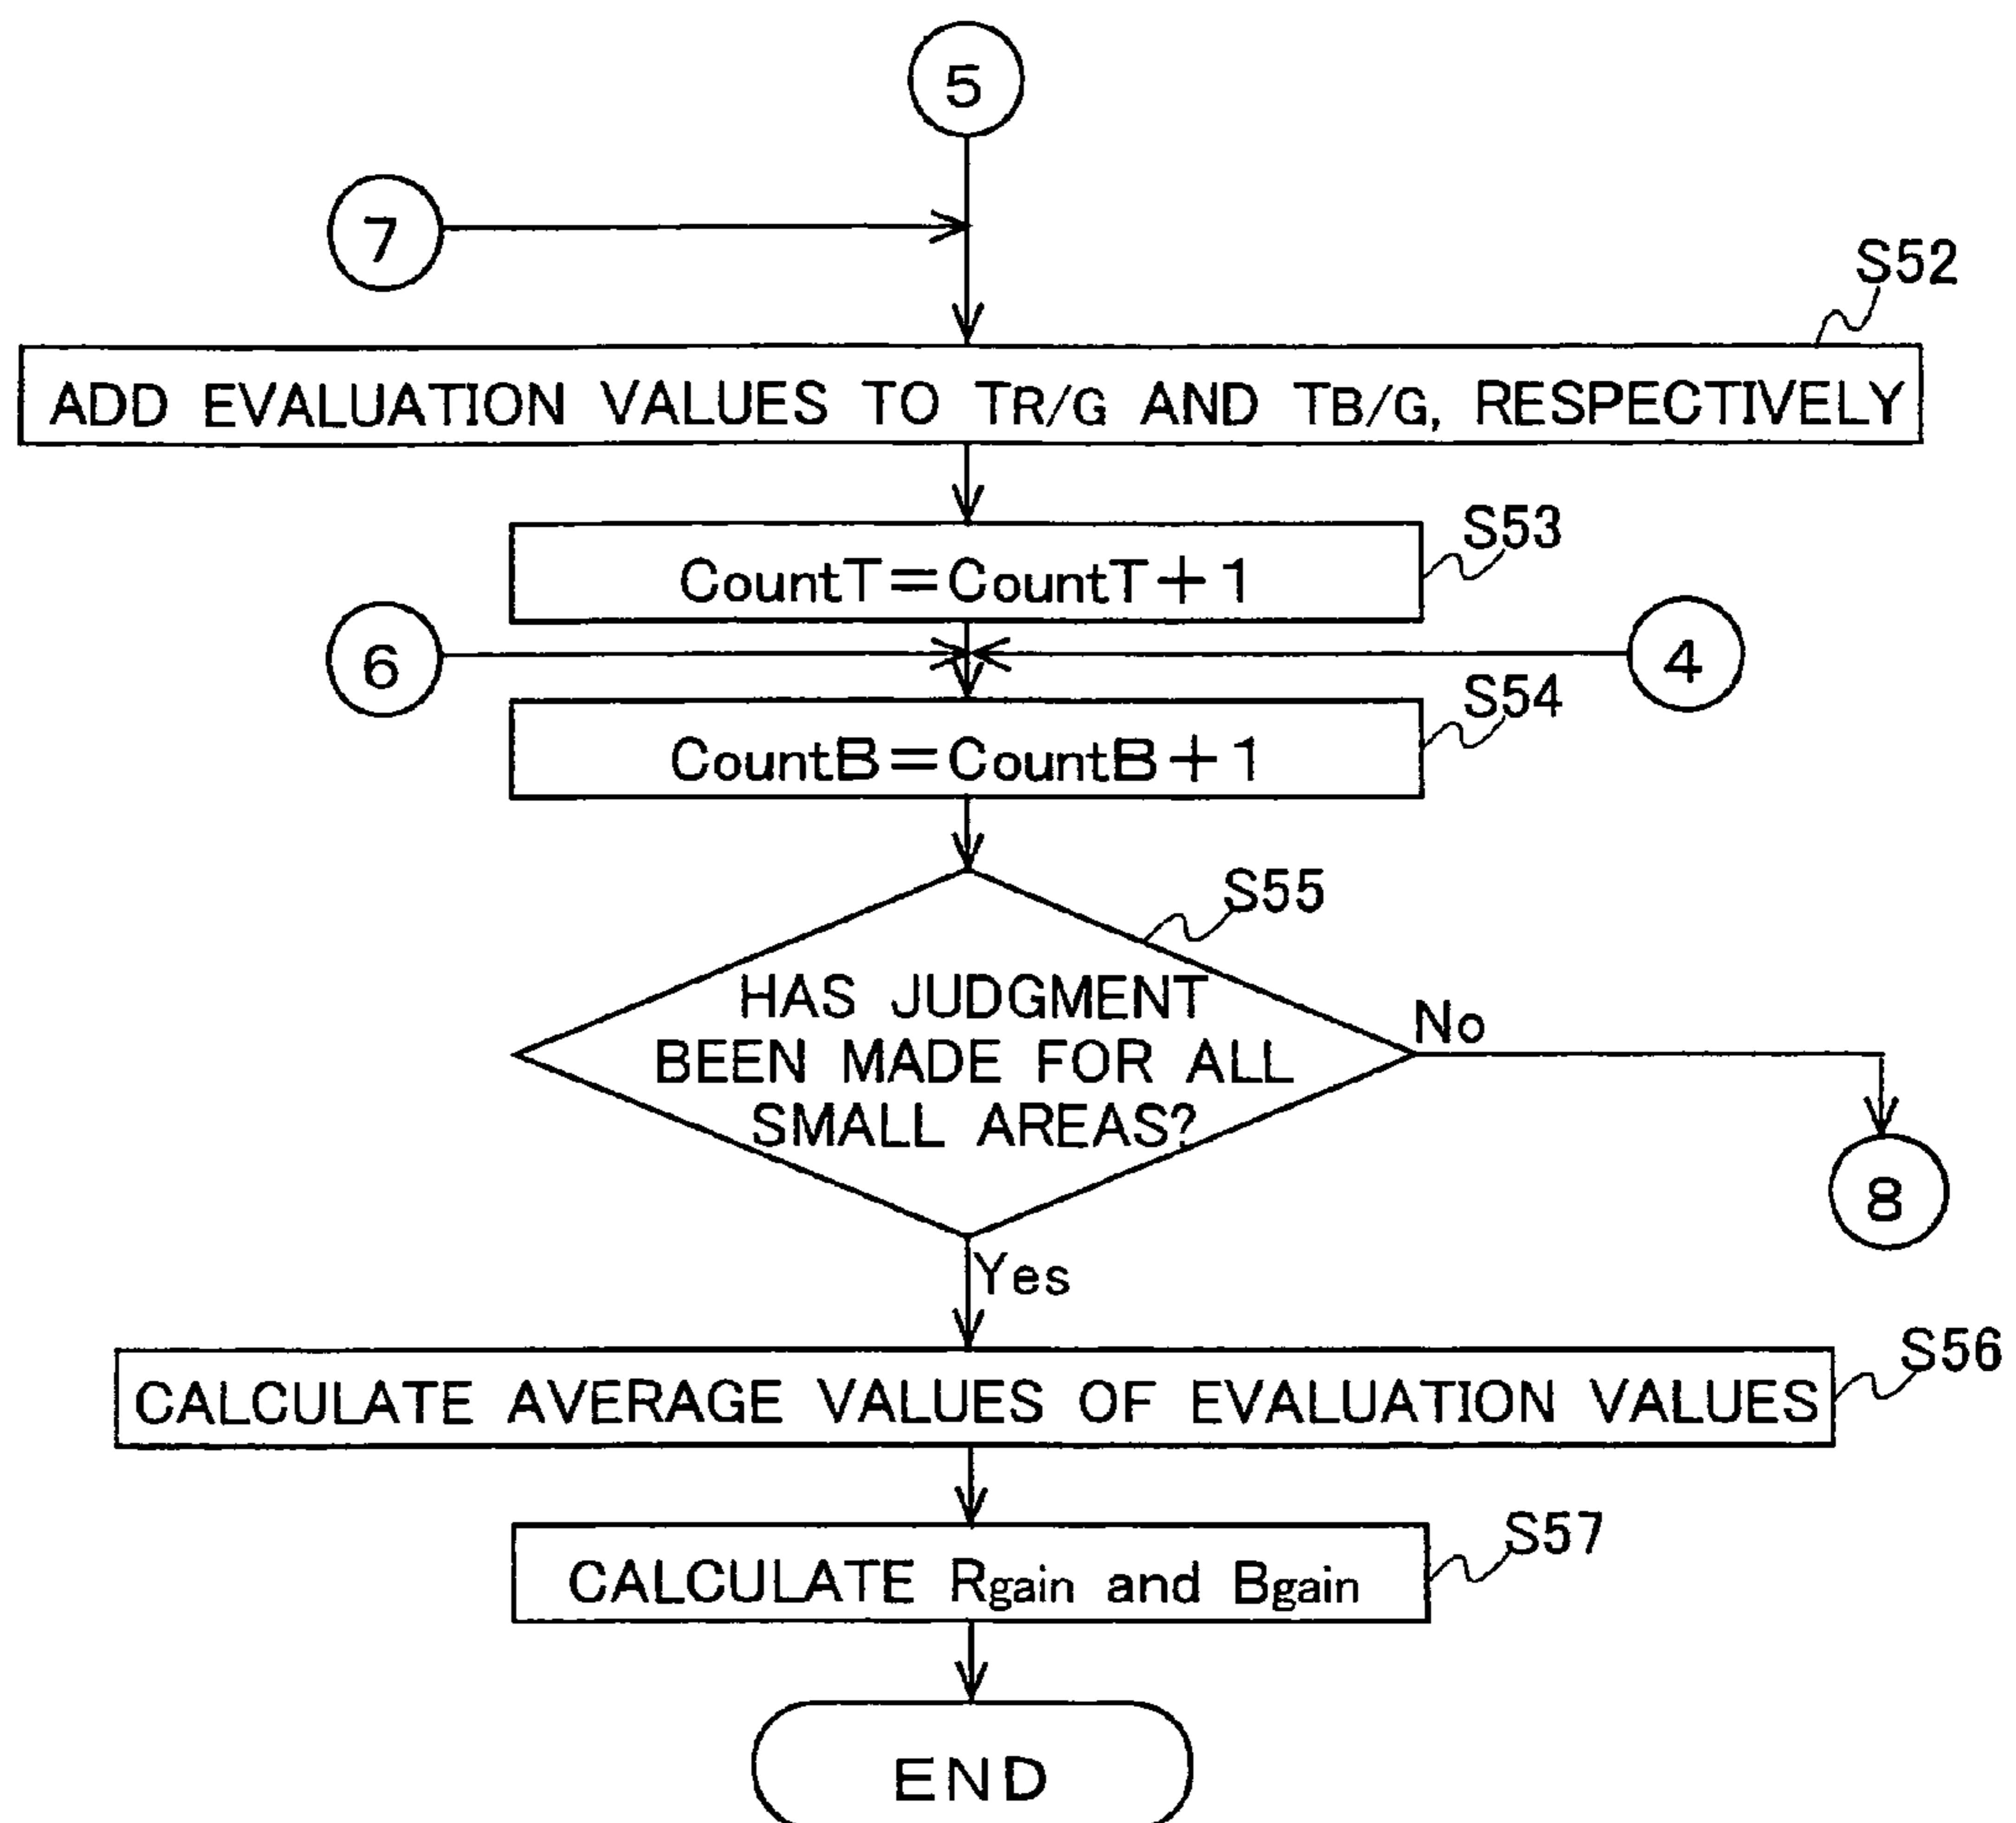 5
7
S52
ADD EVALUATION VALUES TO TR/G AND TB/G, RESPECTIVELY
S53
CountT=CountT+1
6
4
S54
CountB=CountB+1
S55
HAS JUDGMENT
BEEN MADE FOR ALL
SMALL AREAS?
No
8
Yes
S56
CALCULATE AVERAGE VALUES OF EVALUATION VALUES
S57
CALCULATE Rgain and Bgain
END